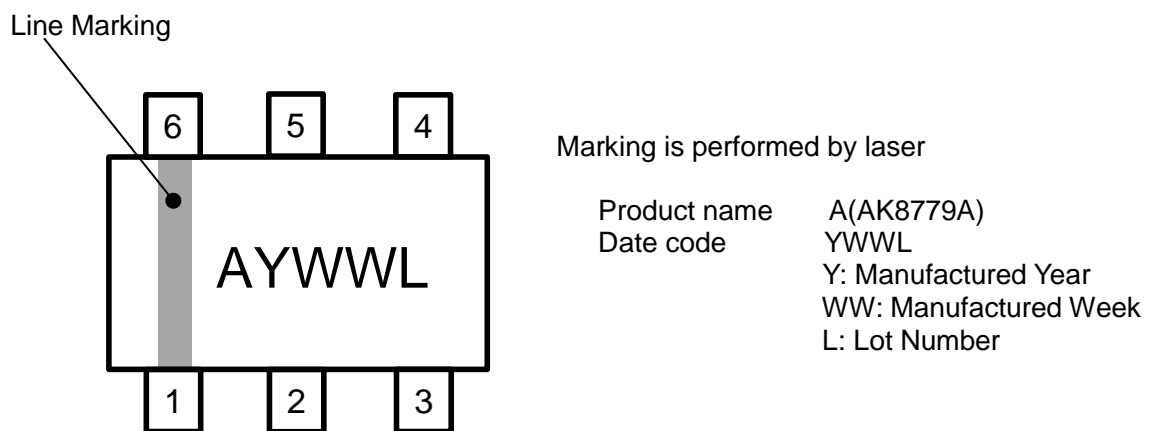 Line Marking
6 5 4
AYWWL
1 2 3
Marking is performed by laser
Product name A(AK8779A)
Date code YWWL
Y: Manufactured Year
WW: Manufactured Week
L: Lot Number